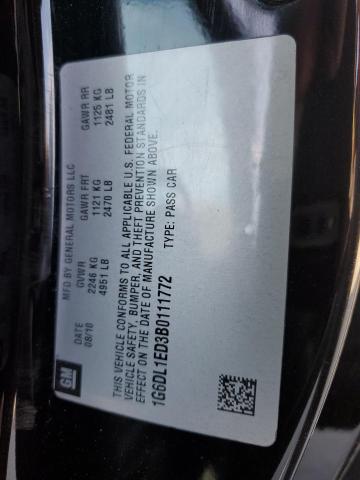 GM
MFD BY GENERAL MOTORS LLC
DATE GVWR GAWR FRT GAWR RR
08/10 2246 KG 1121 KG 1125 KG
4951 LB 2470 LB 2481 LB
THIS VEHICLE CONFORMS TO ALL APPLICABLE U.S. FEDERAL MOTOR
VEHICLE SAFETY, BUMPER, AND THEFT PREVENTION STANDARDS IN
EFFECT ON THE DATE OF MANUFACTURE SHOWN ABOVE.
1G6DL1ED3B0111772 TYPE: PASS CAR